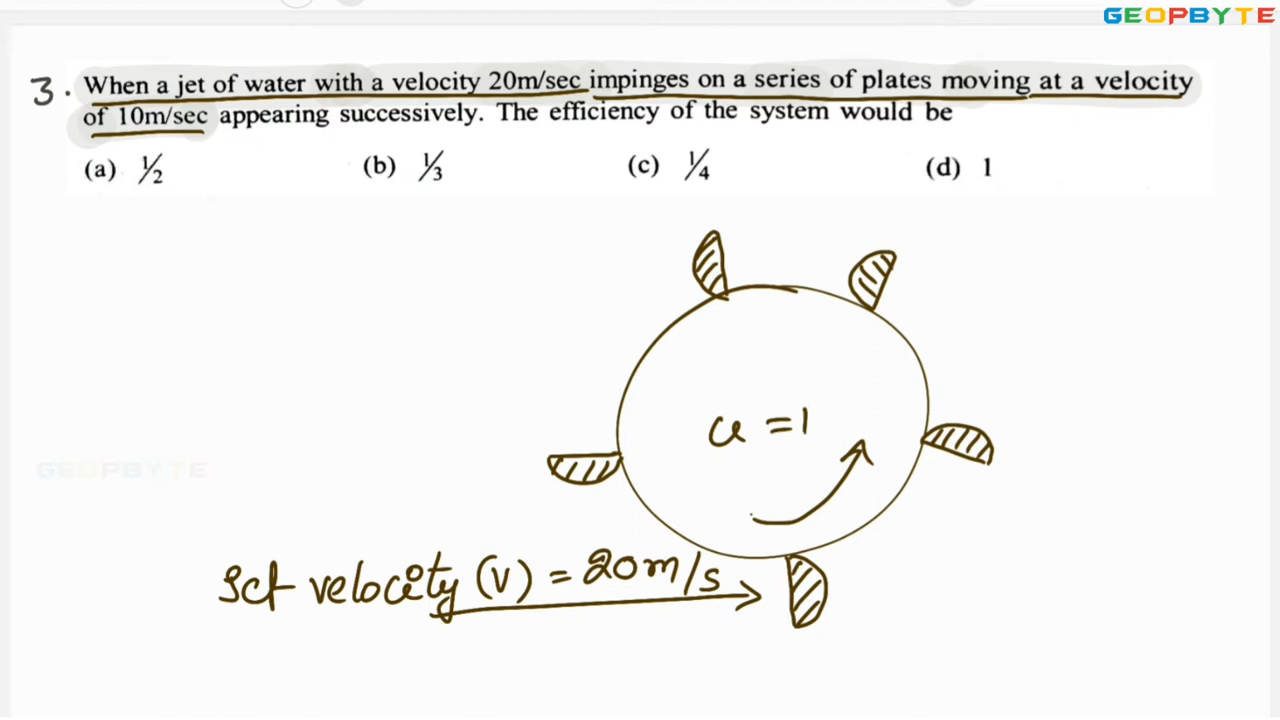 GEOPBYTE
3. When a jet of water with a velocity 20m/sec impinges on a series of plates moving at a velocity
of 10m/sec appearing successively. The efficiency of the system would be
(a) ½ (b) ⅓ (c) ¼ (d) 1
u = 1
GEOPBYTE
Jet velocity (V) = 20m/s